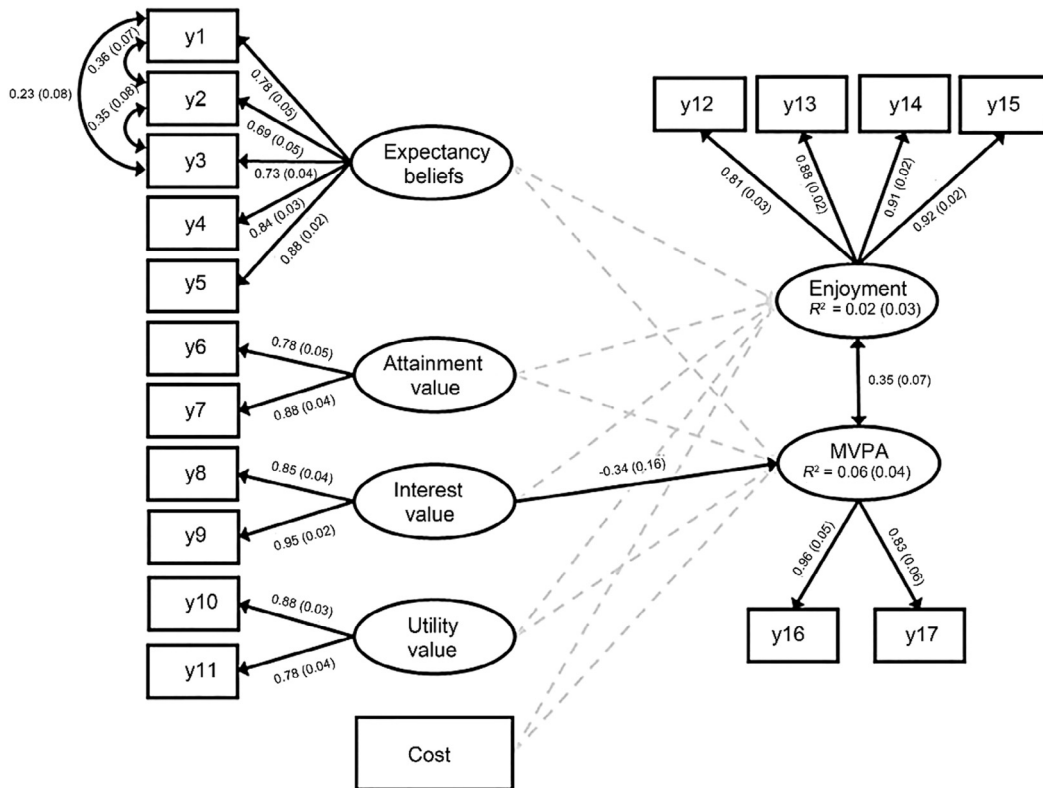 y1
y2
y3
y4
y5
y6
y7
y8
y9
y10
y11
0.23 (0.08)
0.36 (0.07)
0.35 (0.08)
0.78 (0.05)
0.69 (0.05)
0.73 (0.04)
0.84 (0.03)
0.88 (0.02)
Expectancy
beliefs
0.78 (0.05)
0.88 (0.04)
Attainment
value
0.85 (0.04)
0.95 (0.02)
Interest
value
0.88 (0.03)
0.78 (0.04)
Utility
value
Cost
-0.34 (0.16)
y12
y13
y14
y15
0.81 (0.03)
0.88 (0.02)
0.91 (0.02)
0.92 (0.02)
Enjoyment
R² = 0.02 (0.03)
0.35 (0.07)
MVPA
R² = 0.06 (0.04)
0.96 (0.05)
0.83 (0.06)
y16
y17